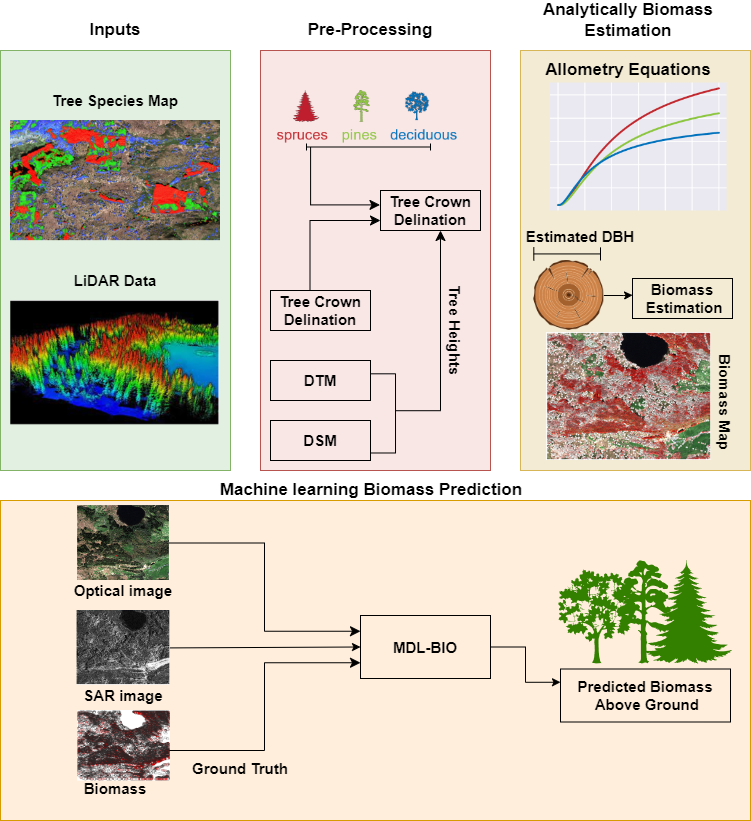 Inputs
Tree Species Map
LiDAR Data
Pre-Processing
spruces pines deciduous
Tree Crown
Delination
Tree Crown
Delination
Tree Heights
DTM
DSM
Analytically Biomass
Estimation
Allometry Equations
Estimated DBH
Biomass
Estimation
Biomass Map
Machine learning Biomass Prediction
Optical image
SAR image
Biomass
Ground Truth
MDL-BIO
Predicted Biomass
Above Ground